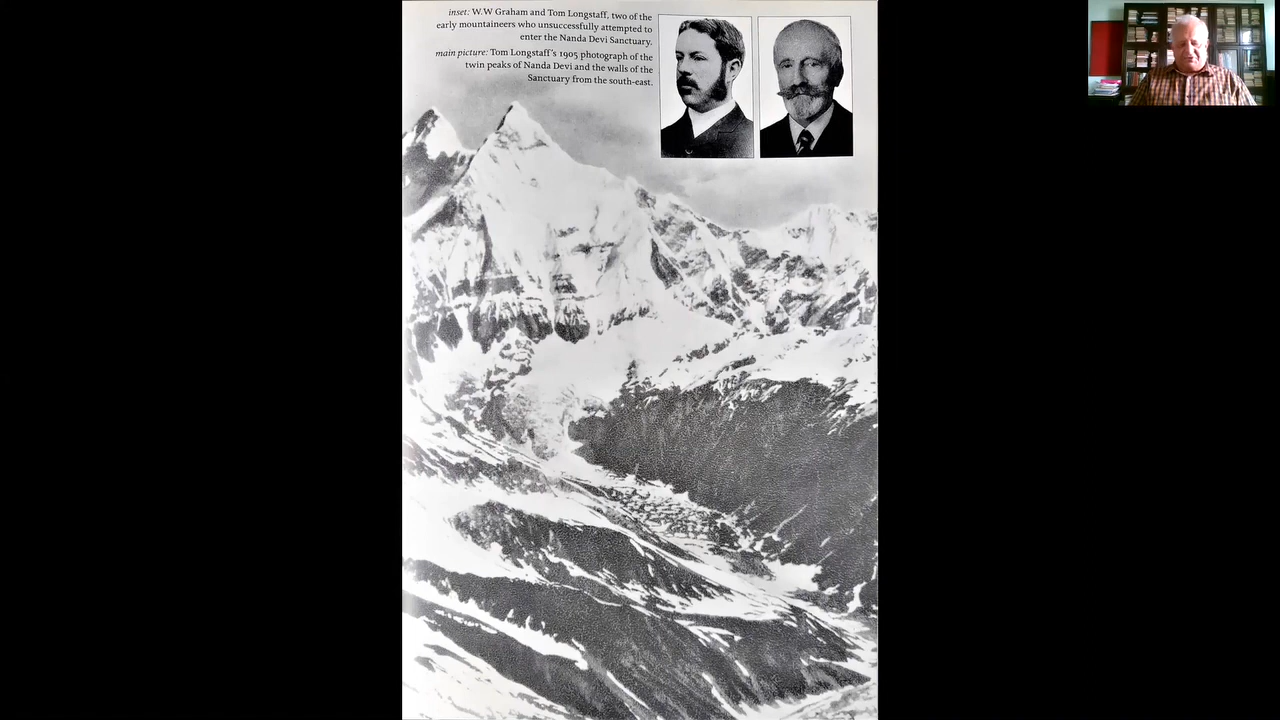 inset: W.W Graham and Tom Longstaff, two of the
early mountaineers who unsuccessfully attempted to
enter the Nanda Devi Sanctuary.
main picture: Tom Longstaff's 1905 photograph of the
twin peaks of Nanda Devi and the walls of the
Sanctuary from the south-east.